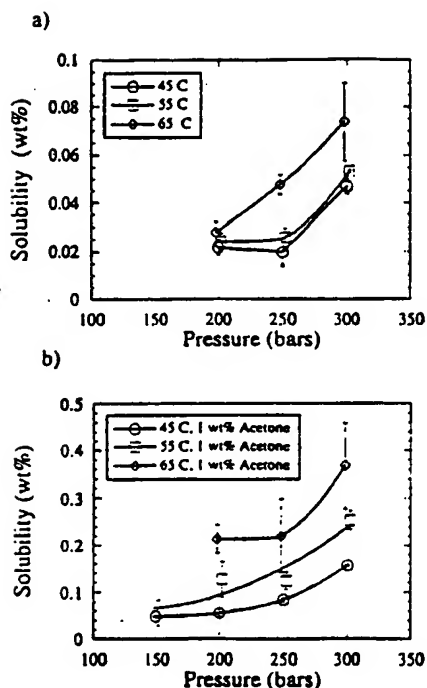 a)
0.1
0.08
0.06
0.04
0.02
0
Solubility (wt%)
45 C
55 C
65 C
100 150 200 250 300 350
Pressure (bars)
b)
0.5
0.4
0.3
0.2
0.1
0
Solubility (wt%)
45 C, 1 wt% Acetone
55 C, 1 wt% Acetone
65 C, 1 wt% Acetone
100 150 200 250 300 350
Pressure (bars)